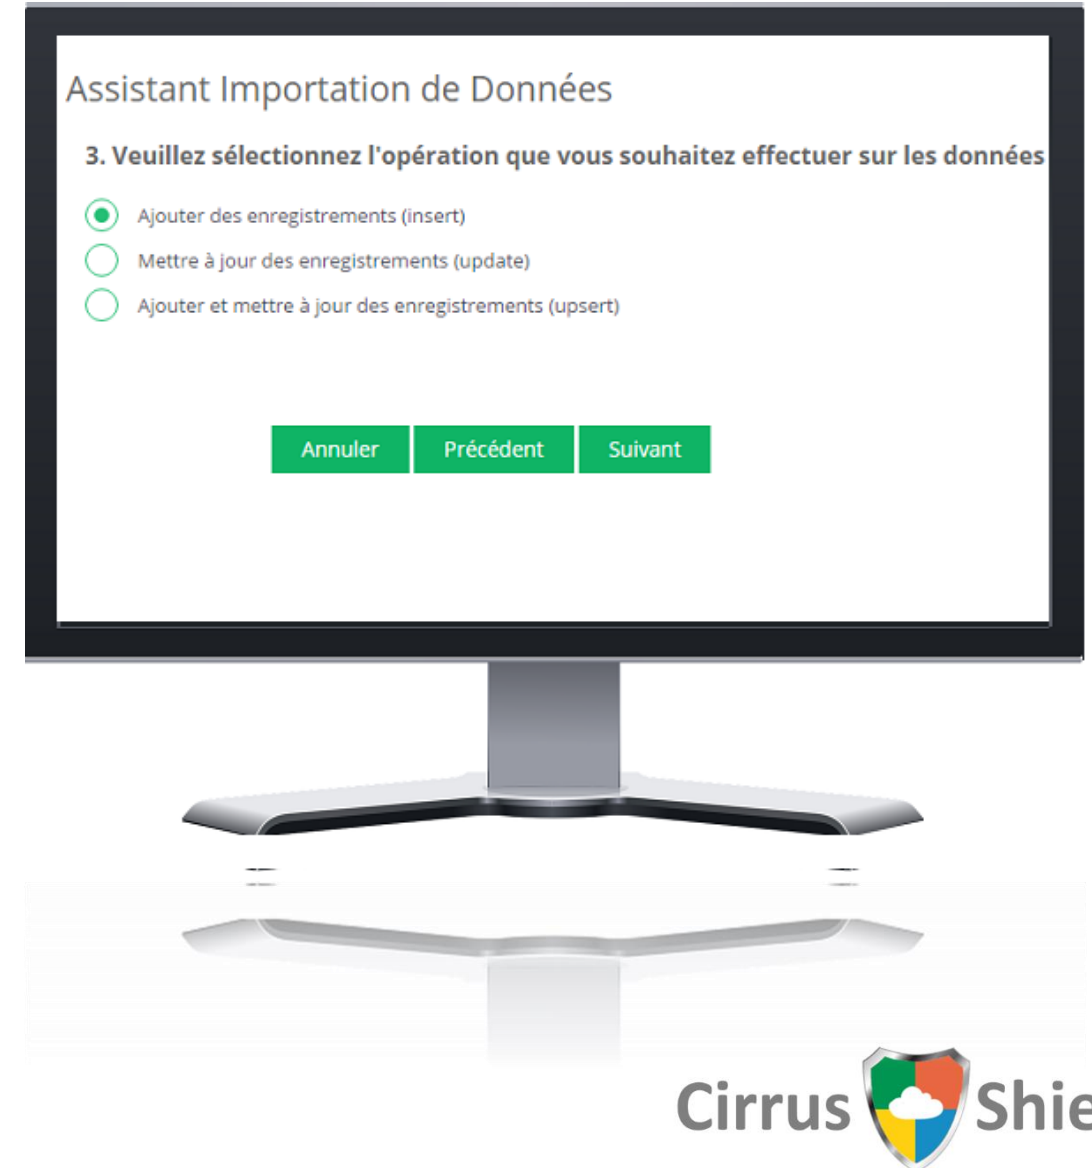 Assistant Importation de Données
3. Veuillez sélectionnez l'opération que vous souhaitez effectuer sur les données
Ajouter des enregistrements (insert)
Mettre à jour des enregistrements (update)
Ajouter et mettre à jour des enregistrements (upsert)
Annuler Précédent Suivant
Cirrus Shie